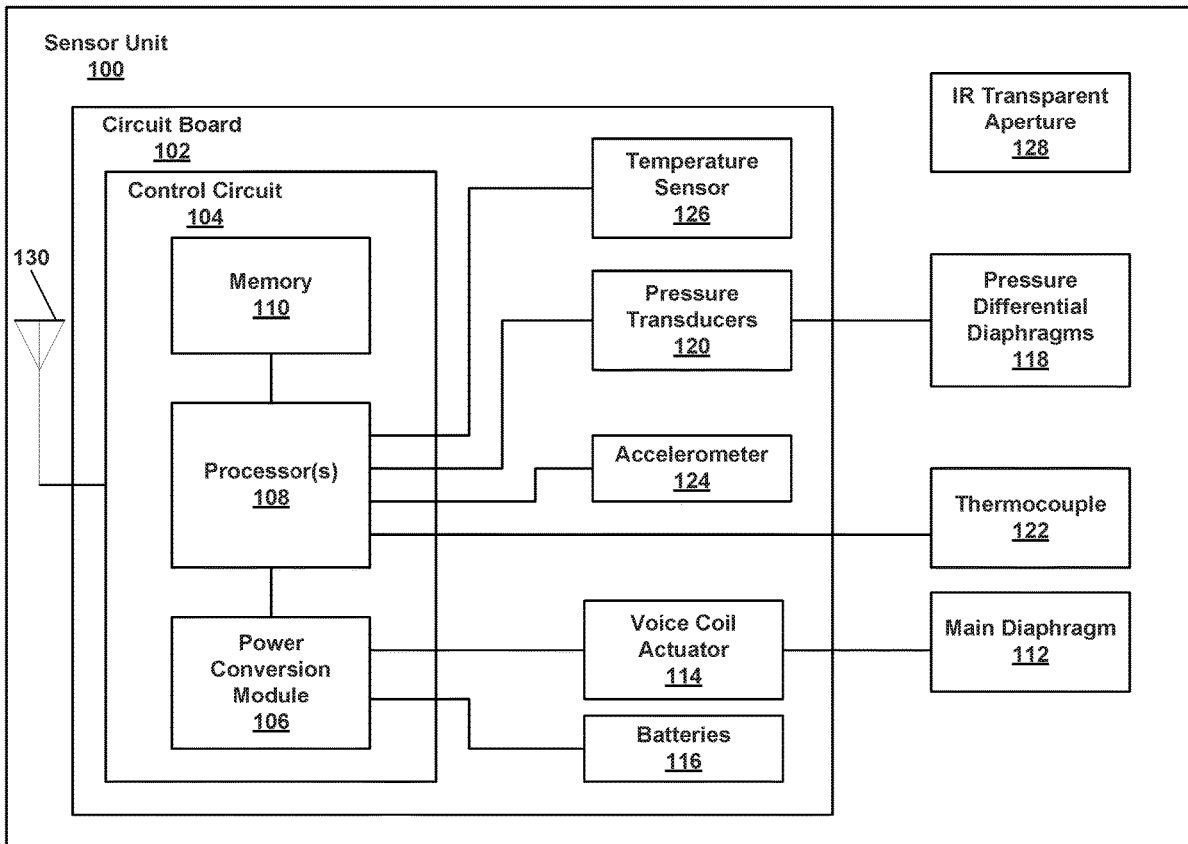 Sensor Unit
100
IR Transparent
Aperture
128
Circuit Board
102
Temperature
Sensor
126
Control Circuit
104
130
Memory
110
Pressure
Transducers
120
Pressure
Differential
Diaphragms
118
Processor(s)
108
Accelerometer
124
Thermocouple
122
Power
Conversion
Module
106
Voice Coil
Actuator
114
Main Diaphragm
112
Batteries
116